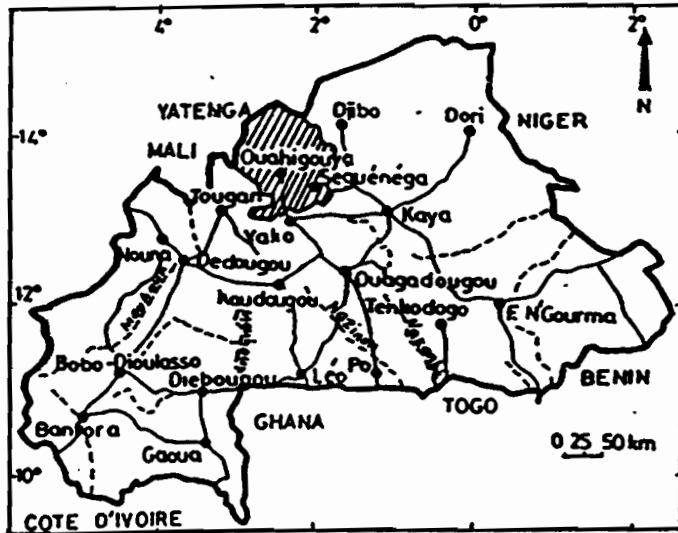 4° 2° 0° 2°
N
YATENGA
Djibo
Dori
NIGER
14°
MALI
Ouahigouya
Seguénéga
Tougan
Kaya
Yako
Nouna
Dedougou
Ouagadougou
12°
Koudougou
Tenkodogo
E N'Gourma
Bobo-Dioulasso
Diebougou
Leo
Po
BENIN
GHANA
TOGO
Banfora
Gaoua
0 25 50 km
10°
COTE D'IVOIRE